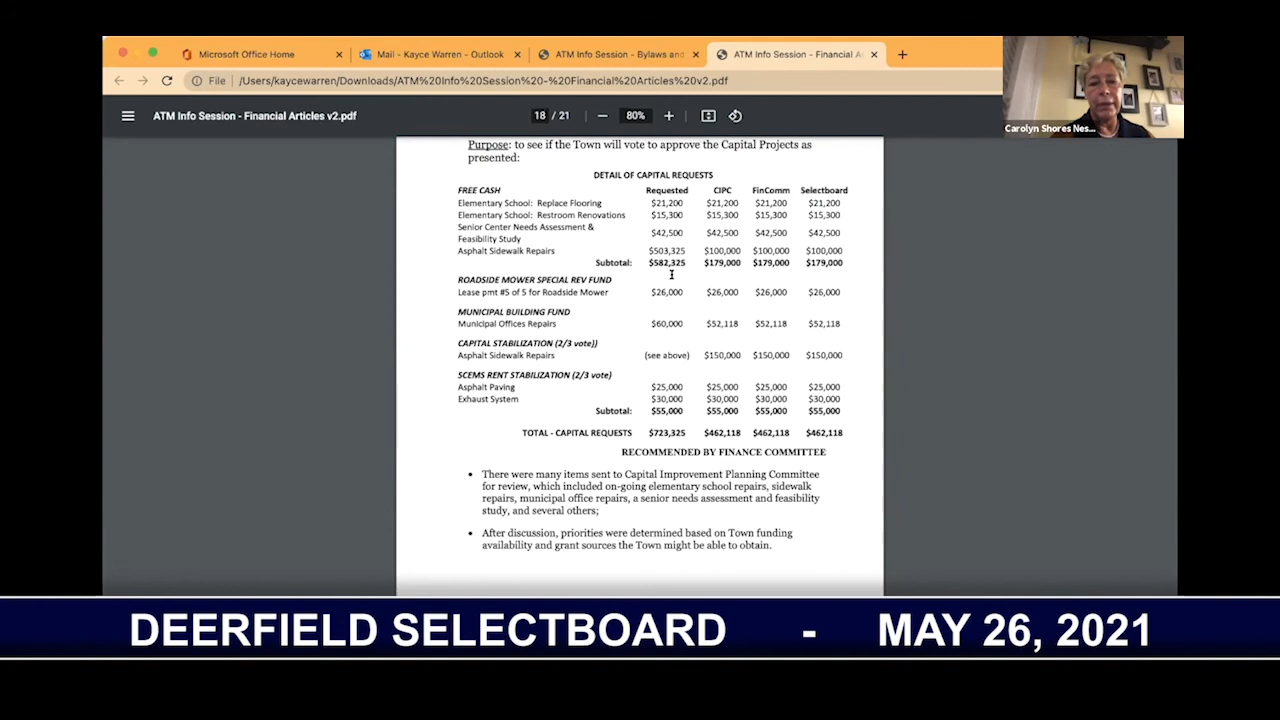 Microsoft Office Home
Mail - Kayce Warren - Outlook
ATM Info Session - Bylaws and
ATM Info Session - Financial A
File /Users/kaycewarren/Downloads/ATM%20Info%20Session%20-%20Financial%20Articles%20v2.pdf
ATM Info Session - Financial Articles v2.pdf
18 / 21
80%
Carolyn Shores Nes...
Purpose: to see if the Town will vote to approve the Capital Projects as
presented:
DETAIL OF CAPITAL REQUESTS
FREE CASH Requested CIPC FinComm Selectboard
Elementary School: Replace Flooring $21,200 $21,200 $21,200 $21,200
Elementary School: Restroom Renovations $15,300 $15,300 $15,300 $15,300
Senior Center Needs Assessment &
Feasibility Study $42,500 $42,500 $42,500 $42,500
Asphalt Sidewalk Repairs $503,325 $100,000 $100,000 $100,000
Subtotal: $582,325 $179,000 $179,000 $179,000
ROADSIDE MOWER SPECIAL REV FUND
Lease pmt #5 of 5 for Roadside Mower $26,000 $26,000 $26,000 $26,000
MUNICIPAL BUILDING FUND
Municipal Offices Repairs $60,000 $52,118 $52,118 $52,118
CAPITAL STABILIZATION (2/3 vote))
Asphalt Sidewalk Repairs (see above) $150,000 $150,000 $150,000
SCEMS RENT STABILIZATION (2/3 vote)
Asphalt Paving $25,000 $25,000 $25,000 $25,000
Exhaust System $30,000 $30,000 $30,000 $30,000
Subtotal: $55,000 $55,000 $55,000 $55,000
TOTAL - CAPITAL REQUESTS $723,325 $462,118 $462,118 $462,118
RECOMMENDED BY FINANCE COMMITTEE
• There were many items sent to Capital Improvement Planning Committee
for review, which included on-going elementary school repairs, sidewalk
repairs, municipal office repairs, a senior needs assessment and feasibility
study, and several others;
• After discussion, priorities were determined based on Town funding
availability and grant sources the Town might be able to obtain.
DEERFIELD SELECTBOARD - MAY 26, 2021